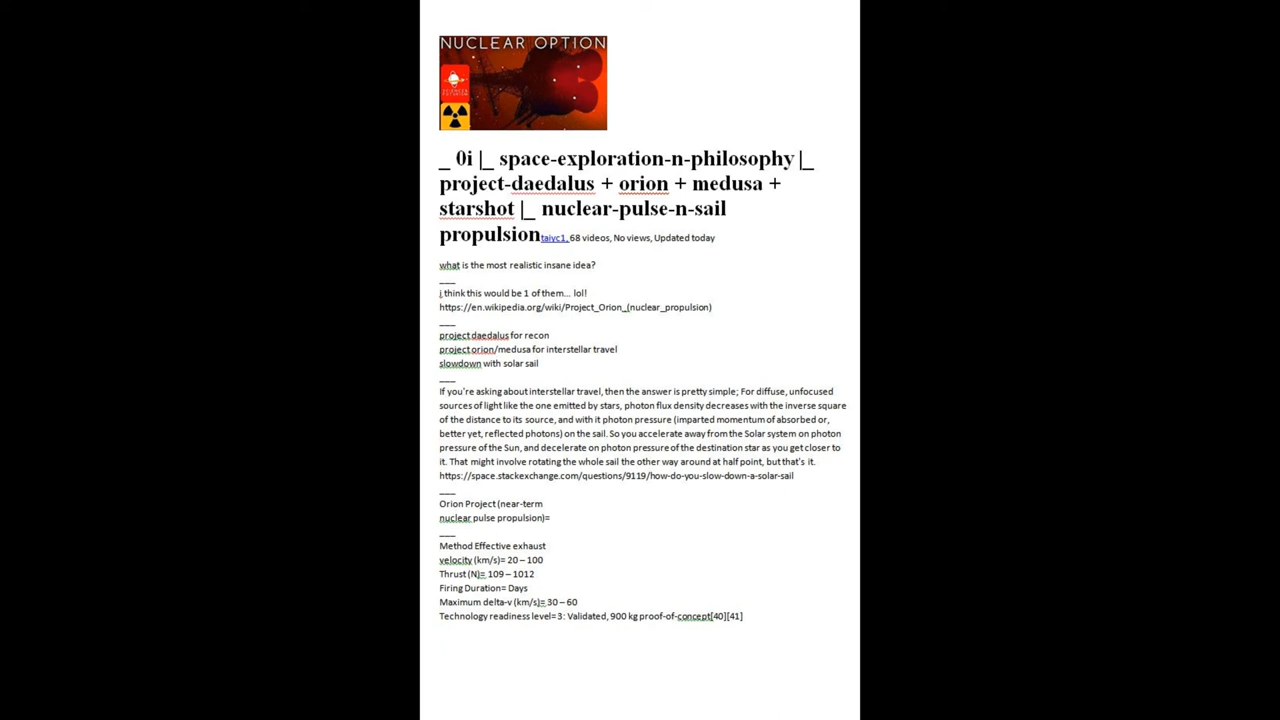 NUCLEAR OPTION
_ 0i |_ space-exploration-n-philosophy |_
project-daedalus + orion + medusa +
starshot |_ nuclear-pulse-n-sail
propulsiontaiyc1, 68 videos, No views, Updated today
what is the most realistic insane idea?
___
i think this would be 1 of them... lol!
https://en.wikipedia.org/wiki/Project_Orion_(nuclear_propulsion)
___
project daedalus for recon
project orion/medusa for interstellar travel
slowdown with solar sail
___
If you're asking about interstellar travel, then the answer is pretty simple; For diffuse, unfocused
sources of light like the one emitted by stars, photon flux density decreases with the inverse square
of the distance to its source, and with it photon pressure (imparted momentum of absorbed or,
better yet, reflected photons) on the sail. So you accelerate away from the Solar system on photon
pressure of the Sun, and decelerate on photon pressure of the destination star as you get closer to
it. That might involve rotating the whole sail the other way around at half point, but that's it.
https://space.stackexchange.com/questions/9119/how-do-you-slow-down-a-solar-sail
___
Orion Project (near-term
nuclear pulse propulsion)=
___
Method Effective exhaust
velocity (km/s)= 20 – 100
Thrust (N)= 109 – 1012
Firing Duration= Days
Maximum delta-v (km/s)= 30 – 60
Technology readiness level= 3: Validated, 900 kg proof-of-concept[40][41]